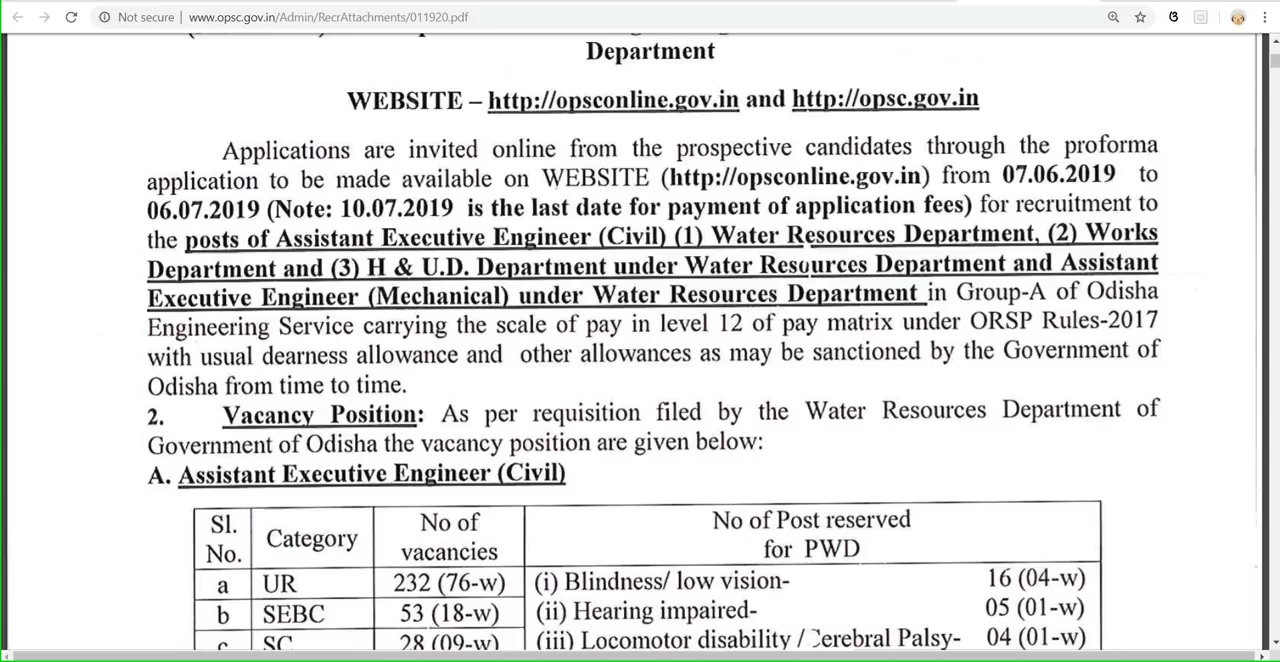 Not secure | www.opsc.gov.in/Admin/RecrAttachments/011920.pdf
Department
WEBSITE – http://opsconline.gov.in and http://opsc.gov.in
Applications are invited online from the prospective candidates through the proforma
application to be made available on WEBSITE (http://opsconline.gov.in) from 07.06.2019 to
06.07.2019 (Note: 10.07.2019 is the last date for payment of application fees) for recruitment to
the posts of Assistant Executive Engineer (Civil) (1) Water Resources Department, (2) Works
Department and (3) H & U.D. Department under Water Resources Department and Assistant
Executive Engineer (Mechanical) under Water Resources Department in Group-A of Odisha
Engineering Service carrying the scale of pay in level 12 of pay matrix under ORSP Rules-2017
with usual dearness allowance and other allowances as may be sanctioned by the Government of
Odisha from time to time.
2. Vacancy Position: As per requisition filed by the Water Resources Department of
Government of Odisha the vacancy position are given below:
A. Assistant Executive Engineer (Civil)
Sl. No. Category No of vacancies No of Post reserved for PWD
a UR 232 (76-w) (i) Blindness/ low vision- 16 (04-w)
b SEBC 53 (18-w) (ii) Hearing impaired- 05 (01-w)
c SC 28 (09-w) (iii) Locomotor disability / Cerebral Palsy- 04 (01-w)